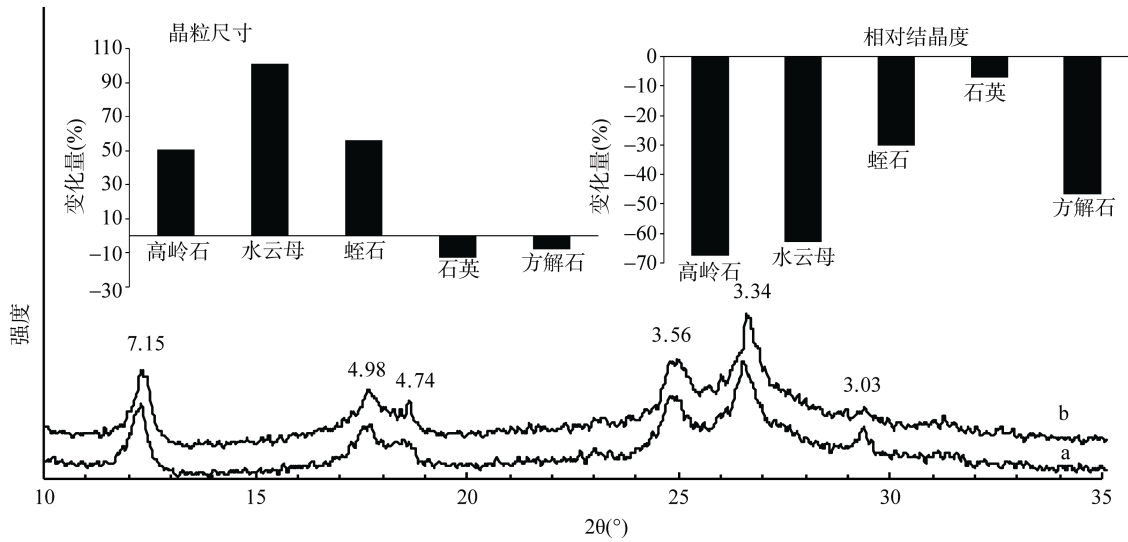 晶粒尺寸
变化量(%)
110
90
70
50
30
10
−10
−30
高岭石
水云母
蛭石
石英
方解石
相对结晶度
变化量(%)
0
−10
−20
−30
−40
−50
−60
−70
高岭石
水云母
蛭石
石英
方解石
强度
7.15
4.98
4.74
3.56
3.34
3.03
b
a
10
15
20
25
30
35
2θ(°)